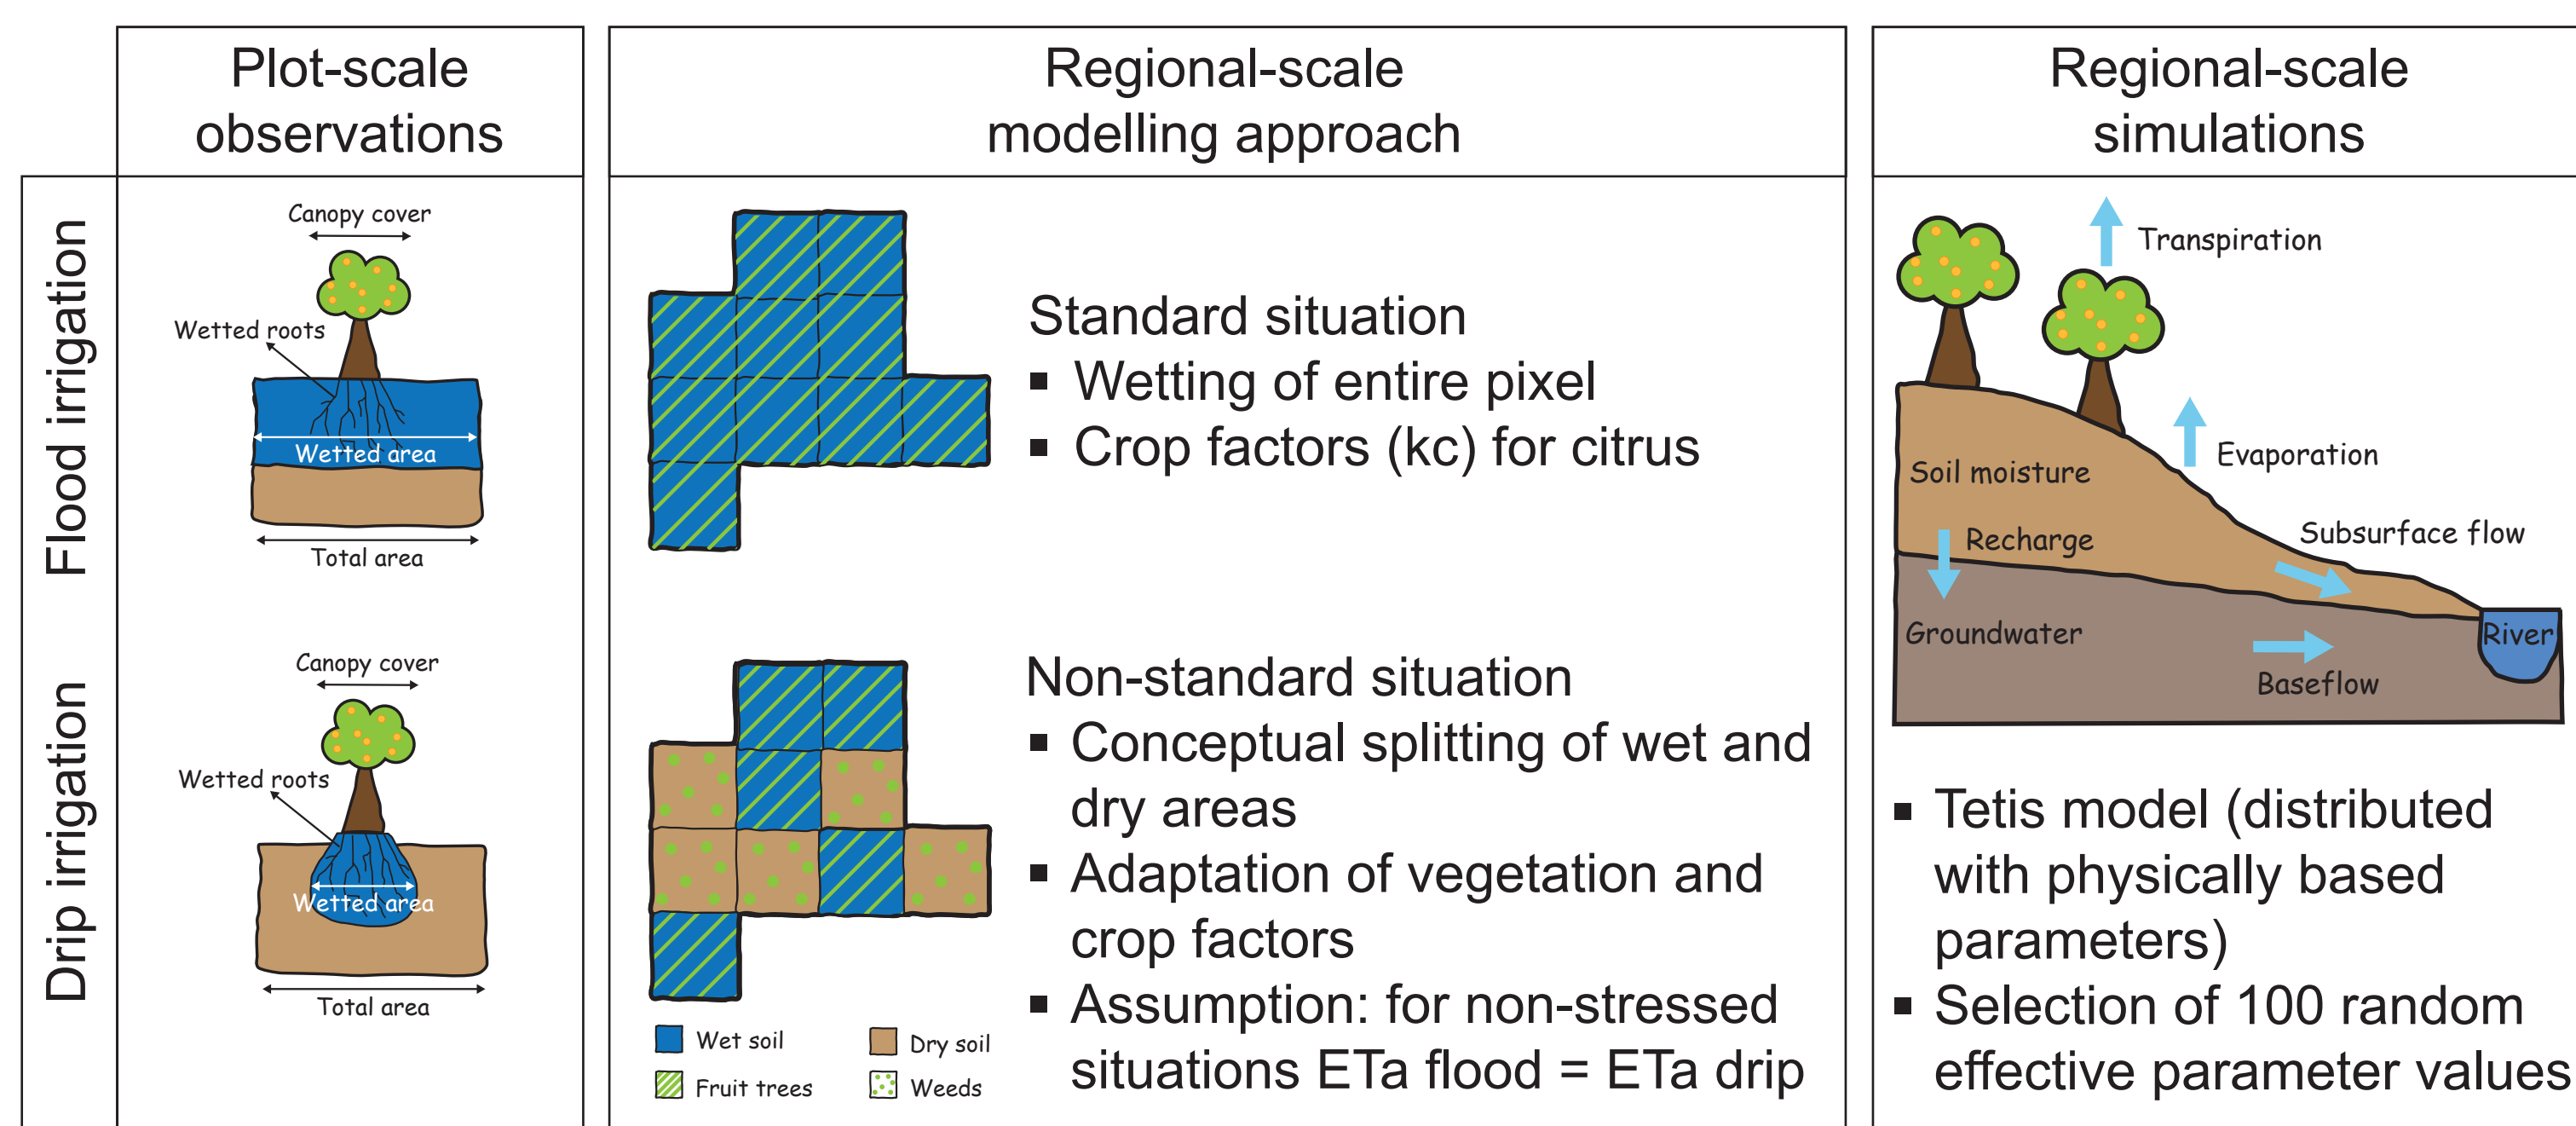 Plot-scale
observations
Regional-scale
modelling approach
Regional-scale
simulations
Flood irrigation
Canopy cover
Wetted roots
Wetted area
Total area
Standard situation
▪ Wetting of entire pixel
▪ Crop factors (kc) for citrus
Transpiration
Evaporation
Soil moisture
Recharge
Subsurface flow
Groundwater
River
Baseflow
Drip irrigation
Canopy cover
Wetted roots
Wetted area
Total area
Non-standard situation
▪ Conceptual splitting of wet and
dry areas
▪ Adaptation of vegetation and
crop factors
▪ Assumption: for non-stressed
situations ETa flood = ETa drip
Wet soil
Dry soil
Fruit trees
Weeds
▪ Tetis model (distributed
with physically based
parameters)
▪ Selection of 100 random
effective parameter values